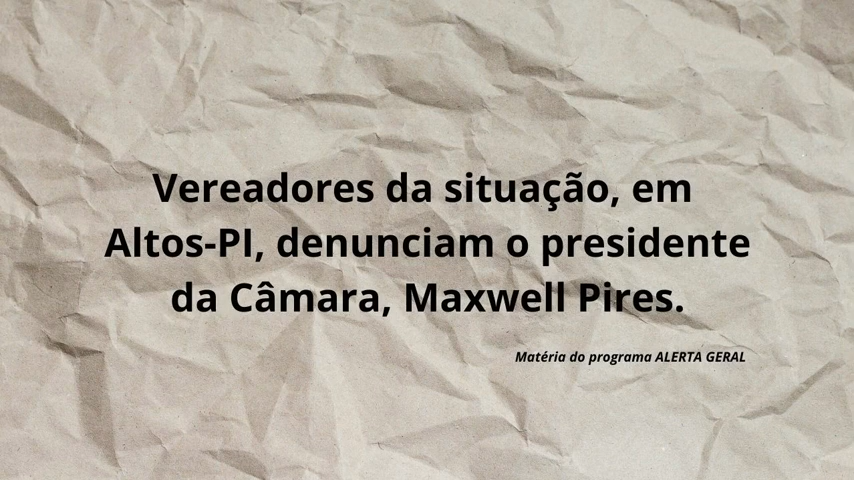 Vereadores da situação, em
Altos-PI, denunciam o presidente
da Câmara, Maxwell Pires.
Matéria do programa ALERTA GERAL